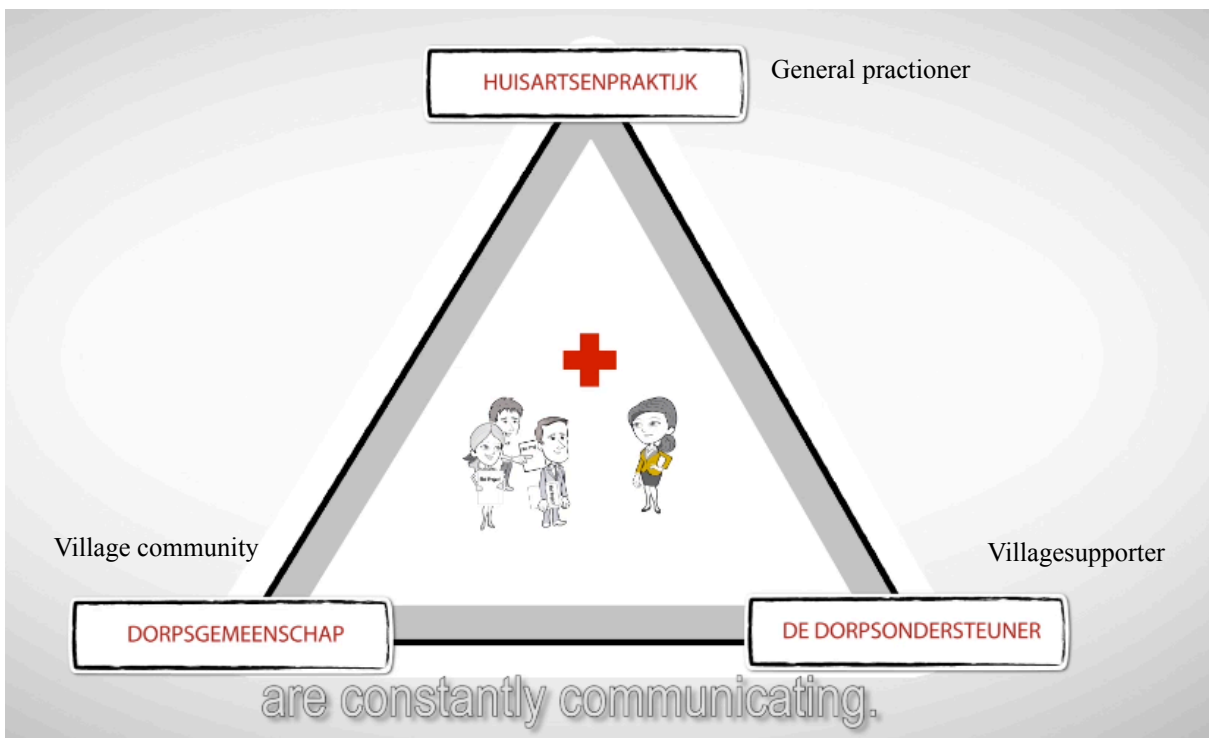 HUISARTSENPRAKTIJK
General practioner
Village community
Villagesupporter
DORPSGEMEENSCHAP
DE DORPSONDERSTEUNER
are constantly communicating.